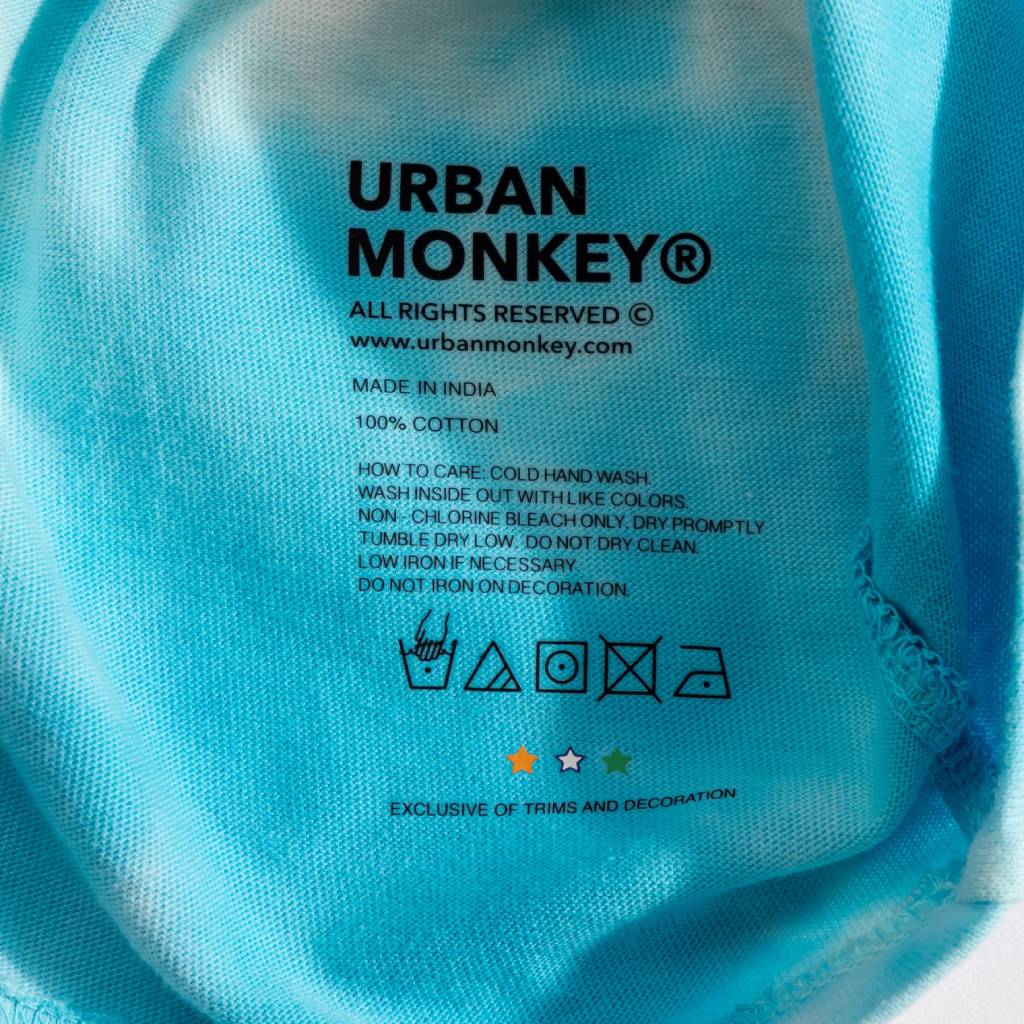 URBAN
MONKEY®
ALL RIGHTS RESERVED ©
www.urbanmonkey.com
MADE IN INDIA
100% COTTON
HOW TO CARE: COLD HAND WASH.
WASH INSIDE OUT WITH LIKE COLORS.
NON - CHLORINE BLEACH ONLY. DRY PROMPTLY
TUMBLE DRY LOW. DO NOT DRY CLEAN.
LOW IRON IF NECESSARY.
DO NOT IRON ON DECORATION.
EXCLUSIVE OF TRIMS AND DECORATION